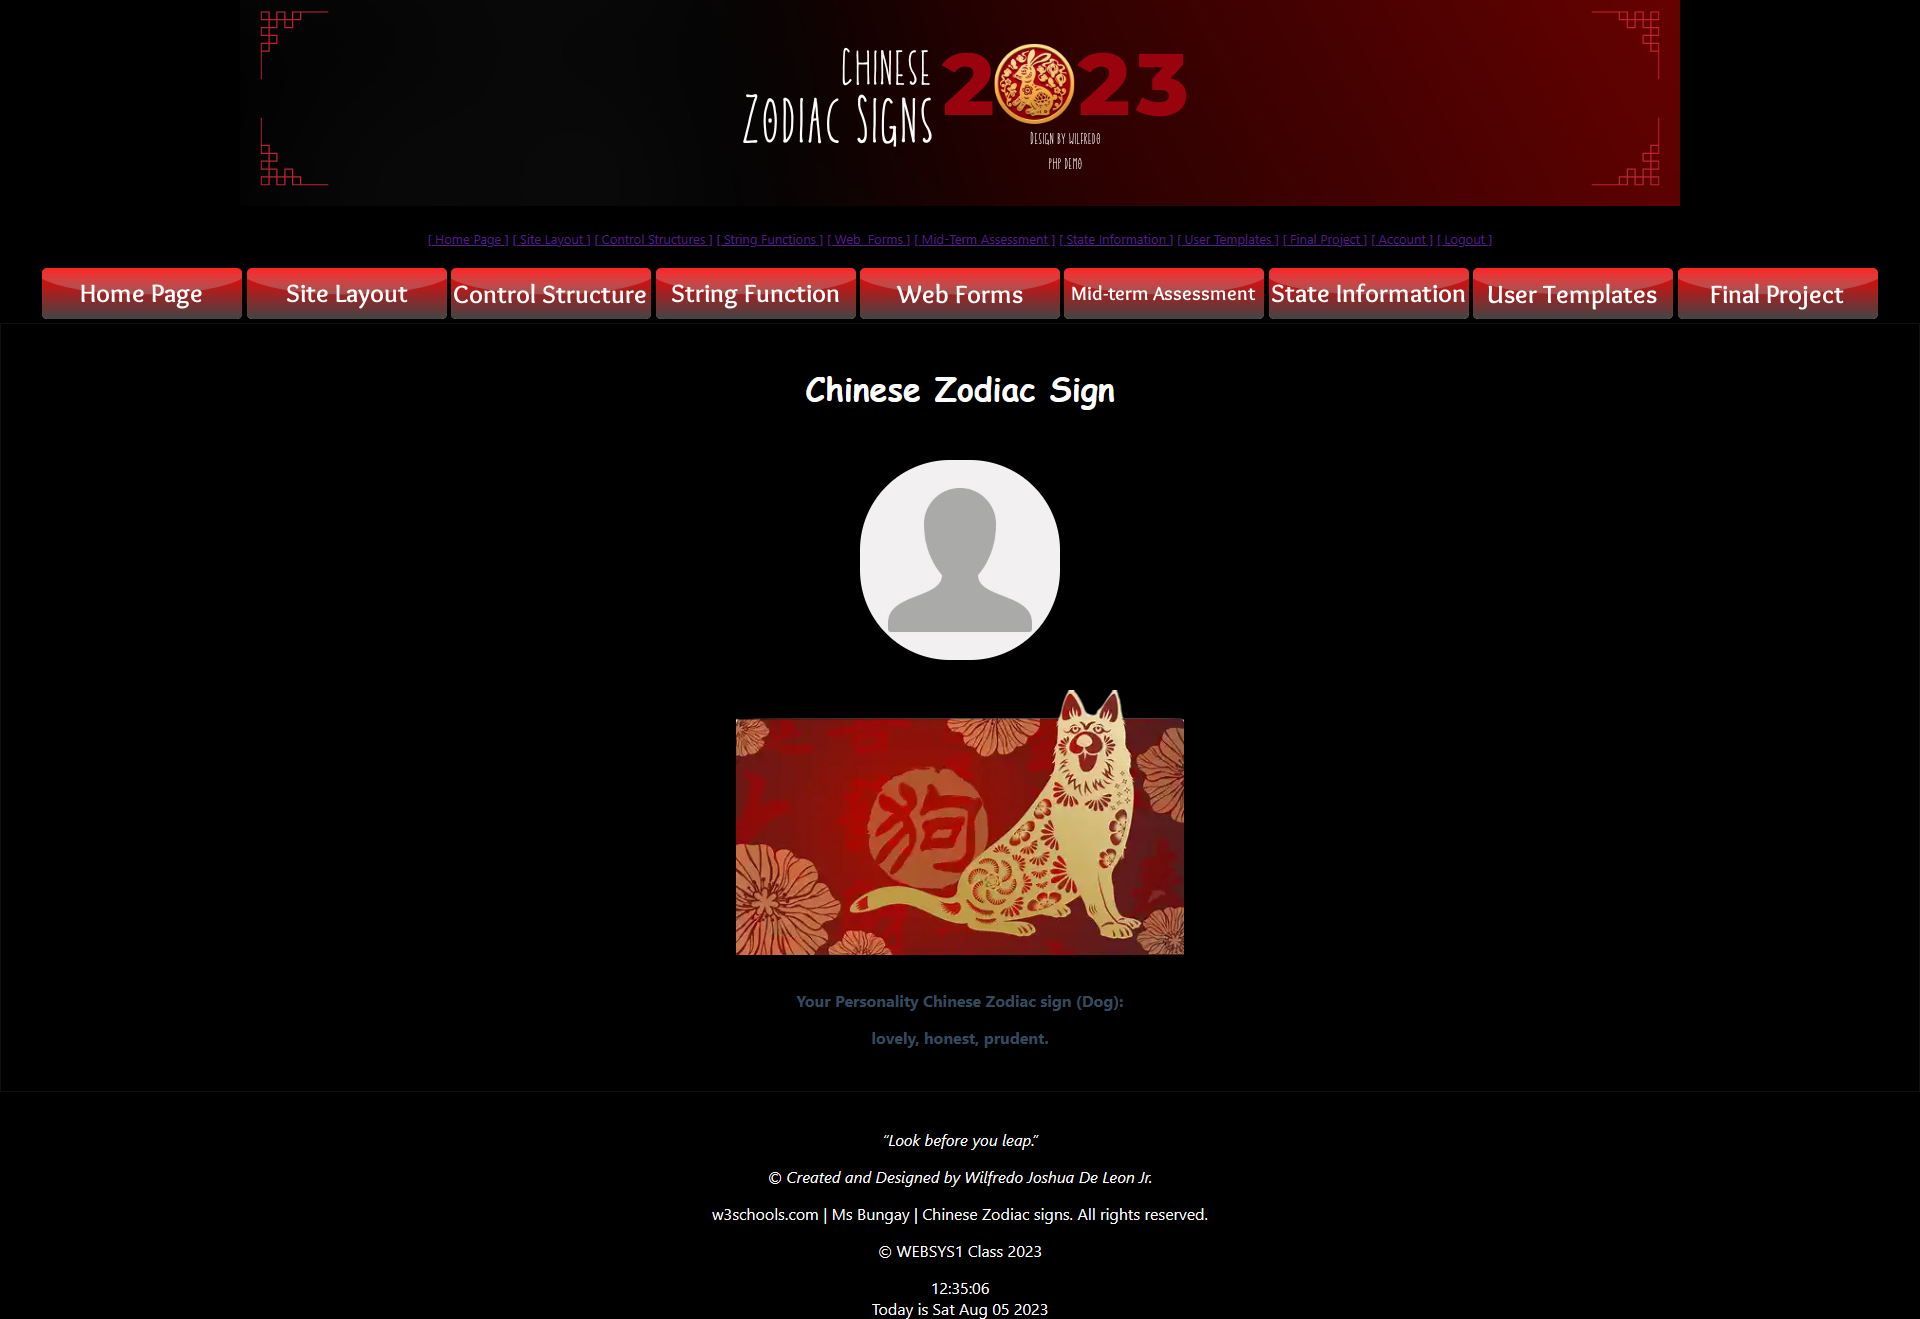 Chinese
Zodiac Signs
2023
Design by Wilfredo
PHP Demo
[ Home Page ] [ Site Layout ] [ Control Structures ] [ String Functions ] [ Web  Forms ] [ Mid-Term Assessment ] [ State Information ] [ User Templates ] [ Final Project ] [ Account ] [ Logout ]
Home Page Site Layout Control Structure String Function Web Forms Mid-term Assessment State Information User Templates Final Project
Chinese Zodiac Sign
狗
Your Personality Chinese Zodiac sign (Dog):
lovely, honest, prudent.
“Look before you leap.”
© Created and Designed by Wilfredo Joshua De Leon Jr.
w3schools.com | Ms Bungay | Chinese Zodiac signs. All rights reserved.
© WEBSYS1 Class 2023
12:35:06
Today is Sat Aug 05 2023